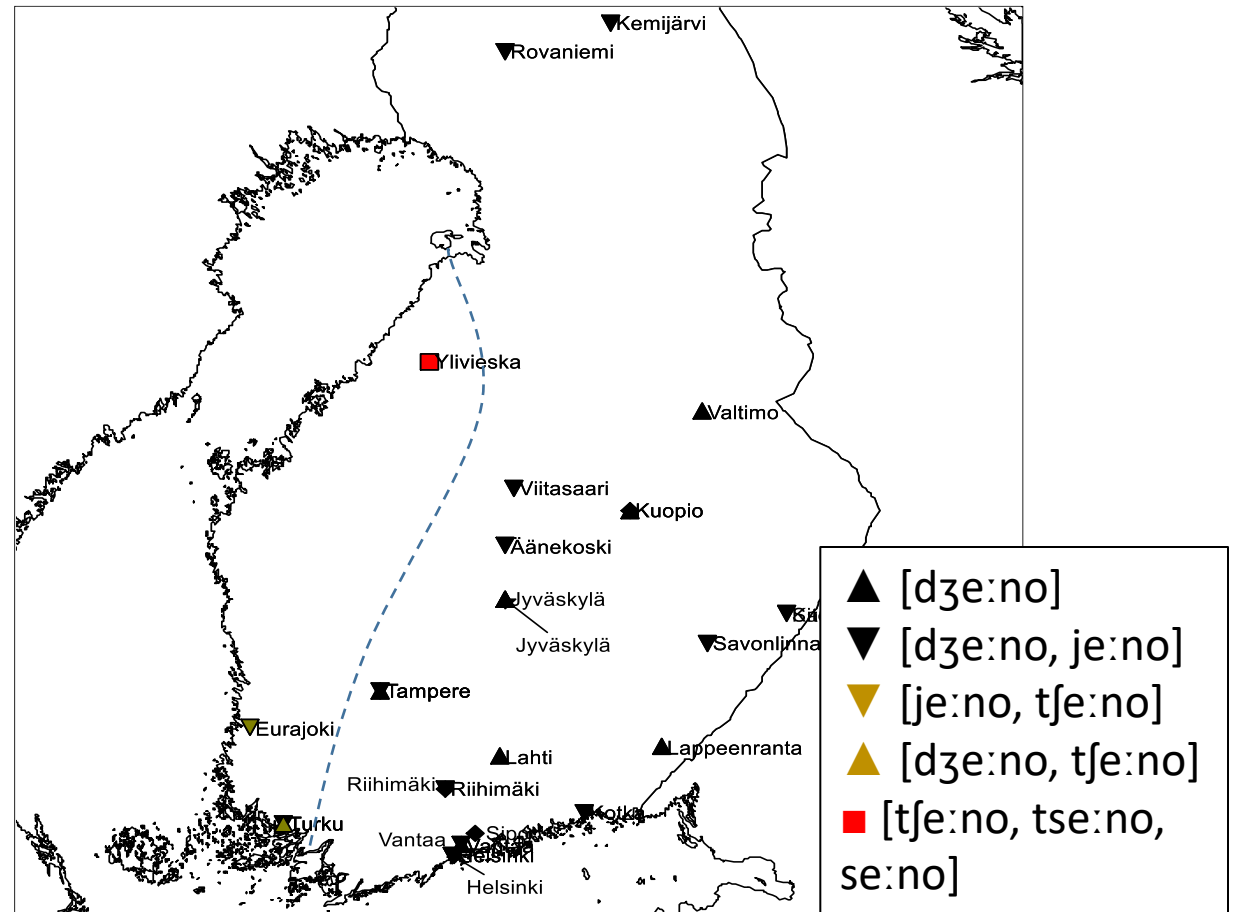 Kemijärvi
Rovaniemi
Ylivieska
Valtimo
Viitasaari
Kuopio
Äänekoski
Jyväskylä
Jyväskylä
Savonlinna
Tampere
Eurajoki
Lappeenranta
Lahti
Riihimäki
Riihimäki
Kotka
Turku
Vantaa
Helsinki
Helsinki
[dʒeːno]
[dʒeːno, jeːno]
[jeːno, tʃeːno]
[dʒeːno, tʃeːno]
[tʃeːno, tseːno,
seːno]